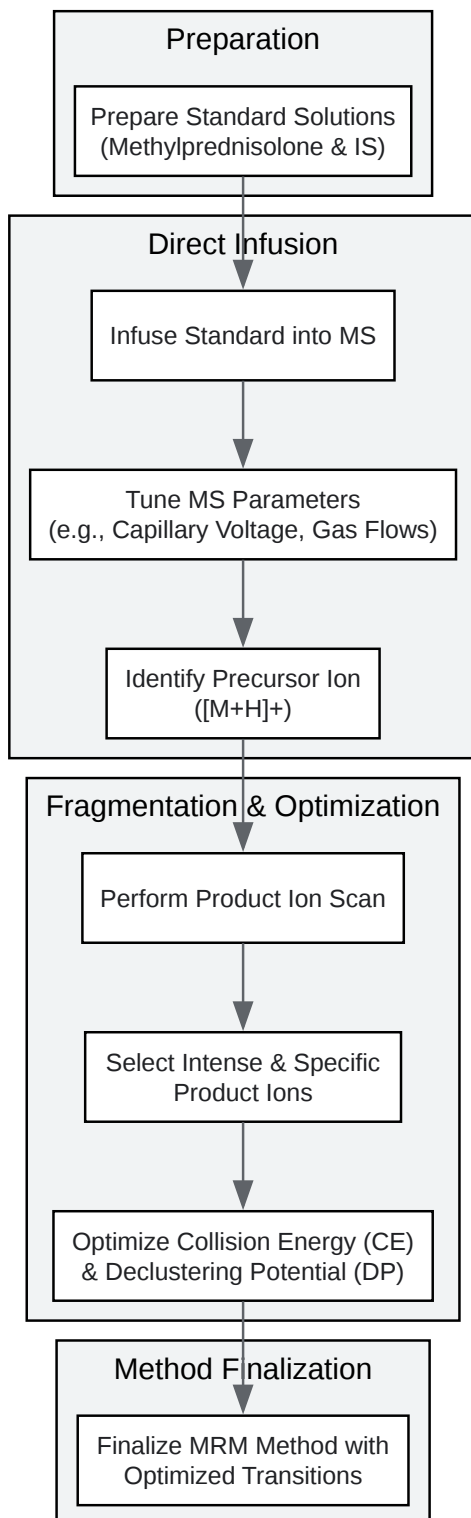 Preparation
Prepare Standard Solutions
(Methylprednisolone & IS)
Direct Infusion
Infuse Standard into MS
Tune MS Parameters
(e.g., Capillary Voltage, Gas Flows)
Identify Precursor Ion
([M+H]+)
Fragmentation & Optimization
Perform Product Ion Scan
Select Intense & Specific
Product Ions
Optimize Collision Energy (CE)
& Declustering Potential (DP)
Method Finalization
Finalize MRM Method with
Optimized Transitions